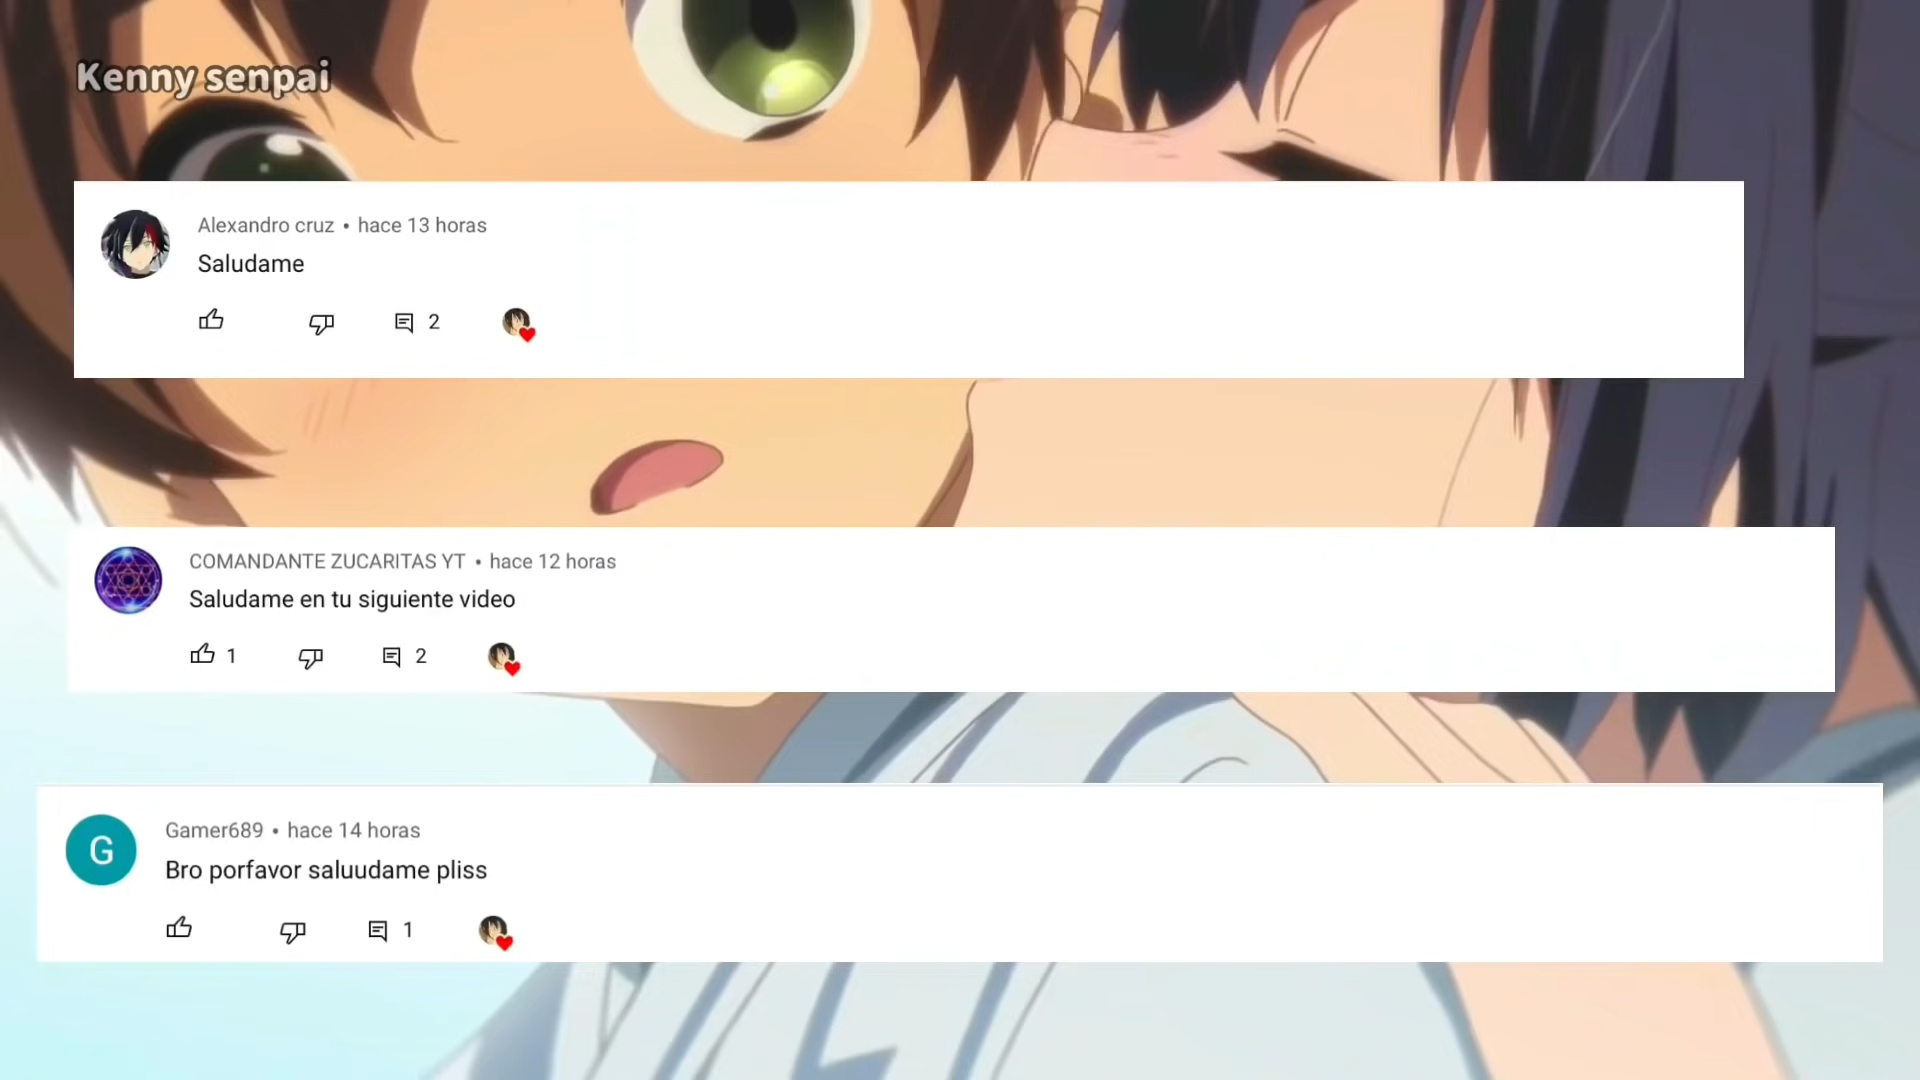 Kenny senpai
Alexandro cruz • hace 13 horas
Saludame
2
COMANDANTE ZUCARITAS YT • hace 12 horas
Saludame en tu siguiente video
1 2
G
Gamer689 • hace 14 horas
Bro porfavor saluudame pliss
1